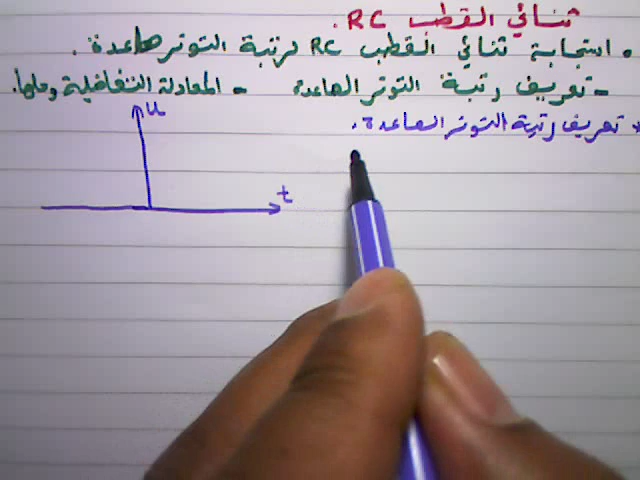 ثنائي القطب RC.
• استجابة ثنائي القطب RC لرتبة التوتر صاعدة.
- تعريف رتبة التوتر الصاعدة - المعادلة التفاضلية وحلها.
* تعريف رتبة التوتر الصاعدة.
u
t